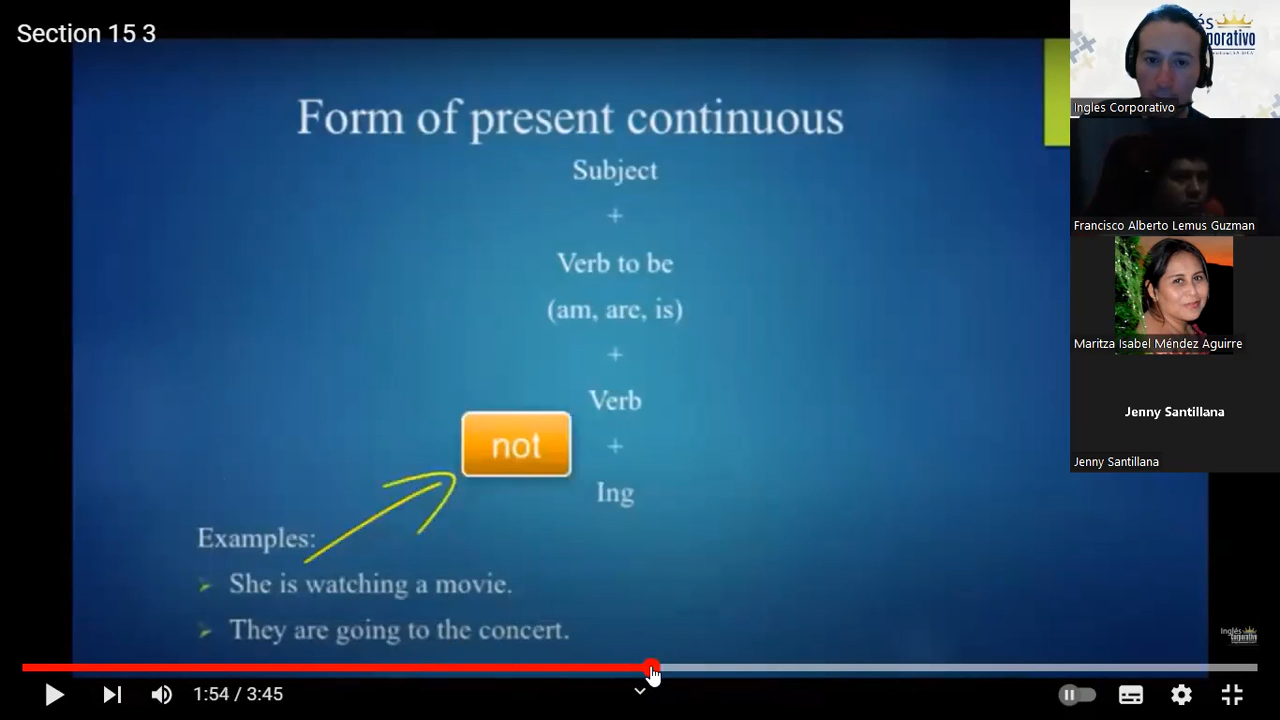 Section 15 3
Form of present continuous
Subject
+
Verb to be
(am, are, is)
+
Verb
not
+
Ing
Examples:
She is watching a movie.
They are going to the concert.
1:54 / 3:45
Ingles Corporativo
Francisco Alberto Lemus Guzman
Maritza Isabel Méndez Aguirre
Jenny Santillana
Jenny Santillana
Inglés
Corporativo